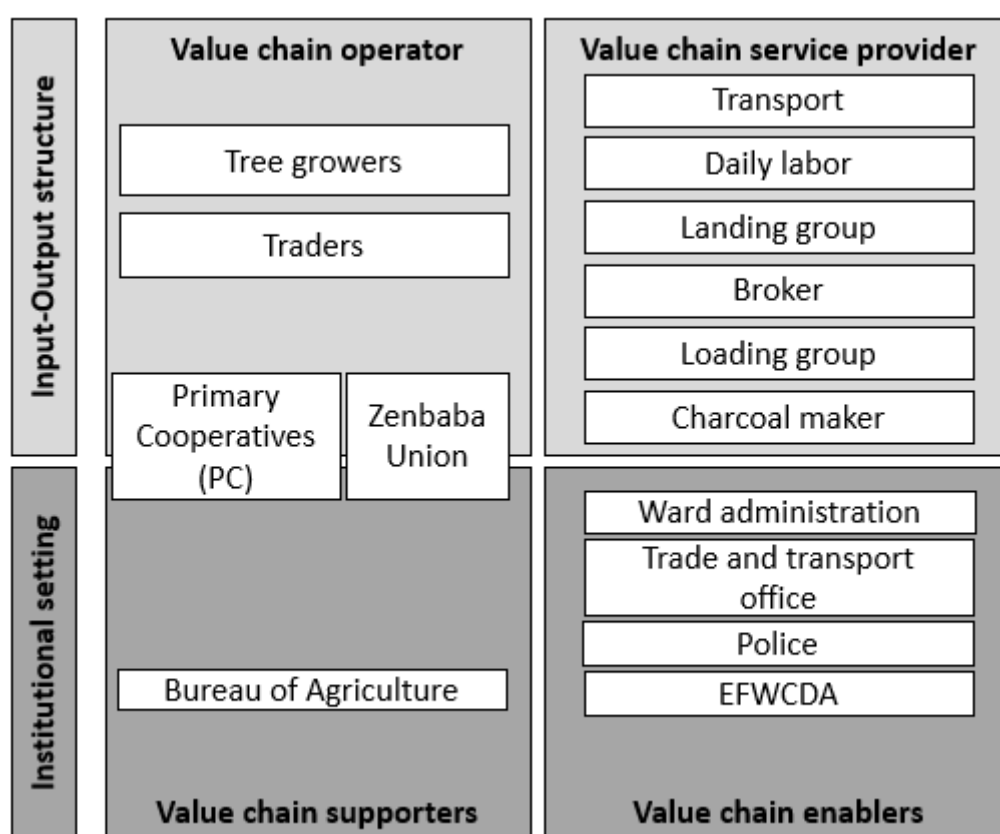 Input-Output structure
Value chain operator
Tree growers
Traders
Primary
Cooperatives
(PC)
Zenbaba
Union
Value chain service provider
Transport
Daily labor
Landing group
Broker
Loading group
Charcoal maker
Institutional setting
Bureau of Agriculture
Value chain supporters
Ward administration
Trade and transport
office
Police
EFWCDA
Value chain enablers